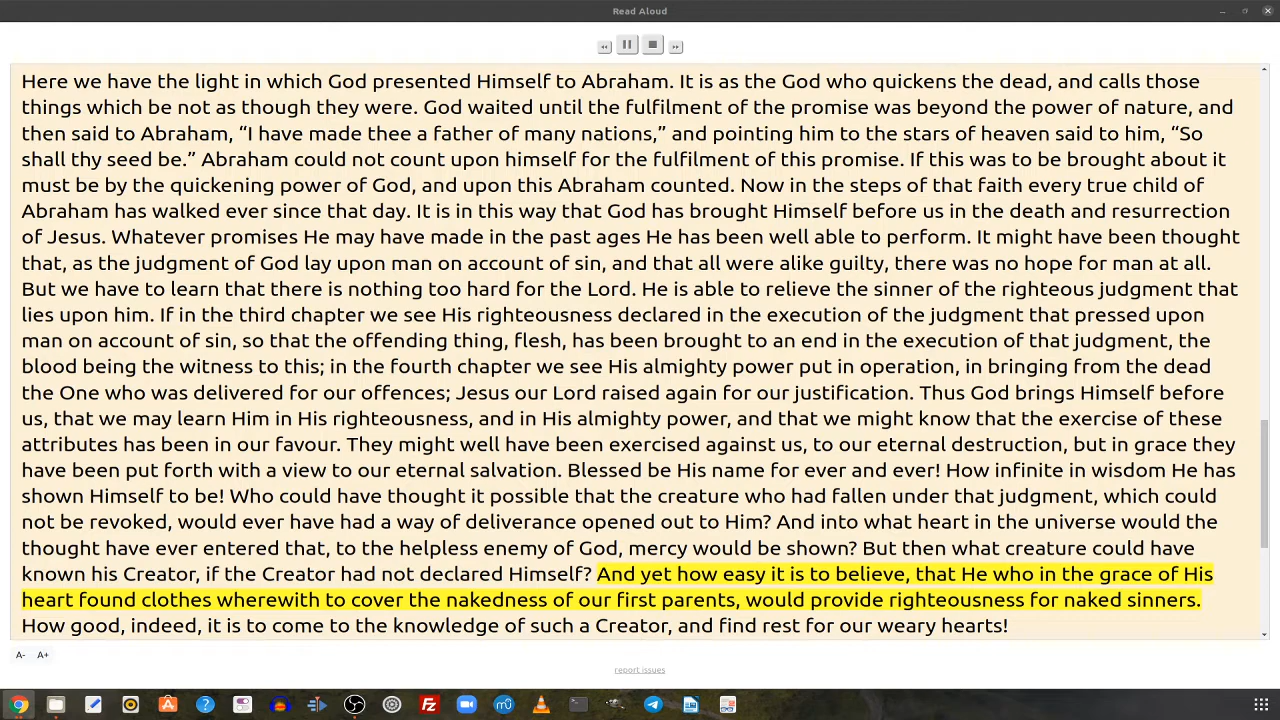 Read Aloud
Here we have the light in which God presented Himself to Abraham. It is as the God who quickens the dead, and calls those
things which be not as though they were. God waited until the fulfilment of the promise was beyond the power of nature, and
then said to Abraham, “I have made thee a father of many nations,” and pointing him to the stars of heaven said to him, “So
shall thy seed be.” Abraham could not count upon himself for the fulfilment of this promise. If this was to be brought about it
must be by the quickening power of God, and upon this Abraham counted. Now in the steps of that faith every true child of
Abraham has walked ever since that day. It is in this way that God has brought Himself before us in the death and resurrection
of Jesus. Whatever promises He may have made in the past ages He has been well able to perform. It might have been thought
that, as the judgment of God lay upon man on account of sin, and that all were alike guilty, there was no hope for man at all.
But we have to learn that there is nothing too hard for the Lord. He is able to relieve the sinner of the righteous judgment that
lies upon him. If in the third chapter we see His righteousness declared in the execution of the judgment that pressed upon
man on account of sin, so that the offending thing, flesh, has been brought to an end in the execution of that judgment, the
blood being the witness to this; in the fourth chapter we see His almighty power put in operation, in bringing from the dead
the One who was delivered for our offences; Jesus our Lord raised again for our justification. Thus God brings Himself before
us, that we may learn Him in His righteousness, and in His almighty power, and that we might know that the exercise of these
attributes has been in our favour. They might well have been exercised against us, to our eternal destruction, but in grace they
have been put forth with a view to our eternal salvation. Blessed be His name for ever and ever! How infinite in wisdom He has
shown Himself to be! Who could have thought it possible that the creature who had fallen under that judgment, which could
not be revoked, would ever have had a way of deliverance opened out to Him? And into what heart in the universe would the
thought have ever entered that, to the helpless enemy of God, mercy would be shown? But then what creature could have
known his Creator, if the Creator had not declared Himself? And yet how easy it is to believe, that He who in the grace of His
heart found clothes wherewith to cover the nakedness of our first parents, would provide righteousness for naked sinners.
How good, indeed, it is to come to the knowledge of such a Creator, and find rest for our weary hearts!
A- A+
report issues